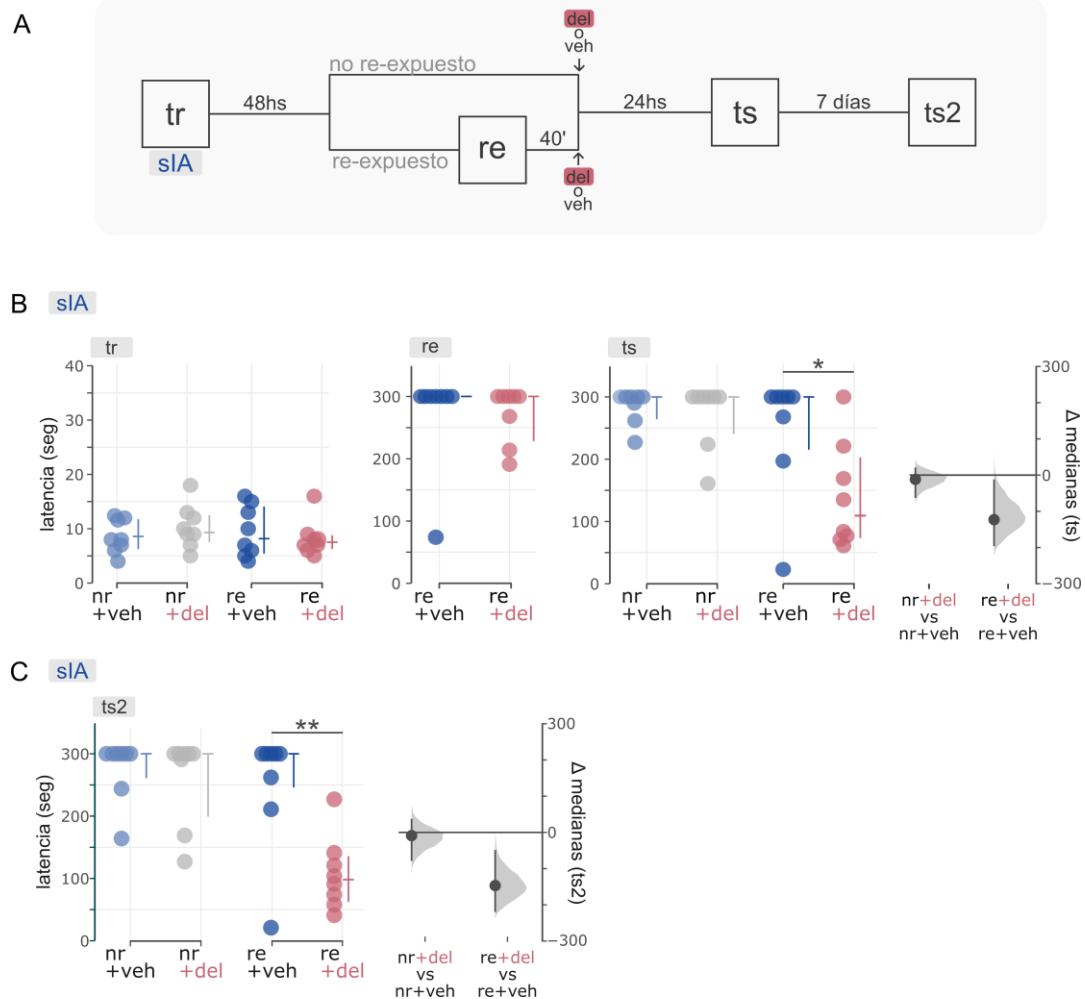 A
del
o
veh
no re-expuesto
tr
48hs
24hs
ts
7 días
ts2
sIA
re-expuesto
re
40'
del
o
veh
B
sIA
tr
re
ts
*
latencia (seg)
40
30
20
10
0
nr
+veh
nr
+del
re
+veh
re
+del
300
200
100
0
re
+veh
re
+del
300
200
100
0
nr
+veh
nr
+del
re
+veh
re
+del
300
0
−300
Δ medianas (ts)
nr+del
vs
nr+veh
re+del
vs
re+veh
C
sIA
ts2
**
latencia (seg)
300
200
100
0
nr
+veh
nr
+del
re
+veh
re
+del
300
0
−300
Δ medianas (ts2)
nr+del
vs
nr+veh
re+del
vs
re+veh